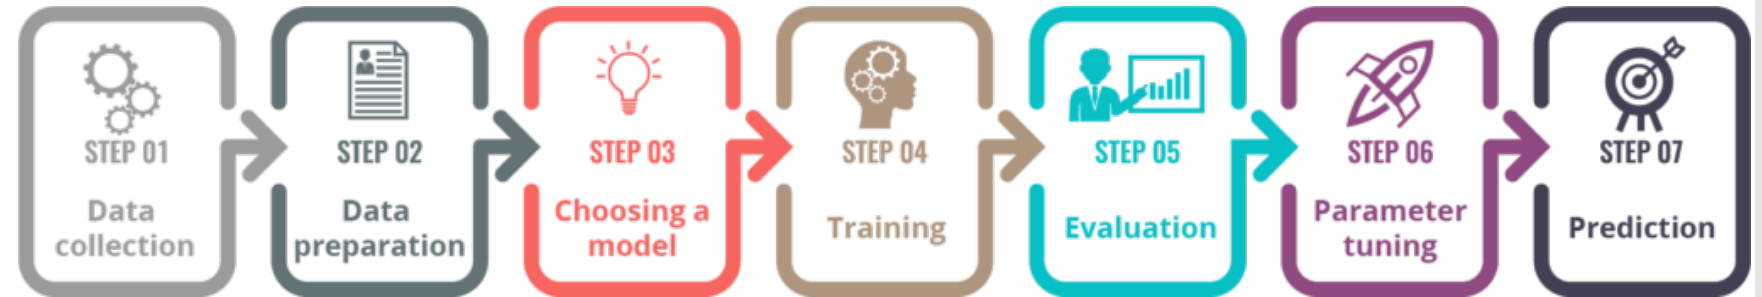 STEP 01
Data
collection
STEP 02
Data
preparation
STEP 03
Choosing a
model
STEP 04
Training
STEP 05
Evaluation
STEP 06
Parameter
tuning
STEP 07
Prediction